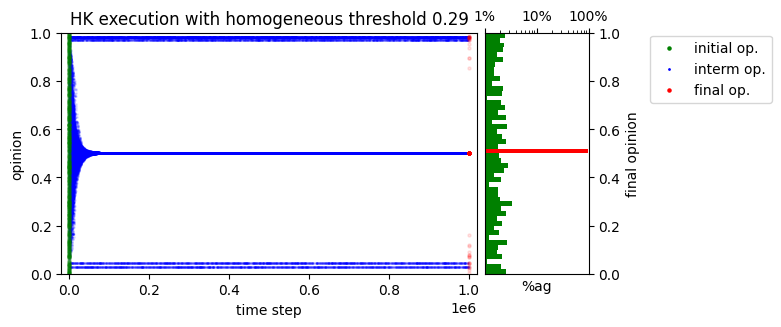 HK execution with homogeneous threshold 0.29
1% 10% 100%
1.0 1.0
0.8 0.8
0.6 0.6
0.4 0.4
0.2 0.2
0.0 0.0
opinion
final opinion
0.0 0.2 0.4 0.6 0.8 1.0
1e6
time step
%ag
initial op.
interm op.
final op.